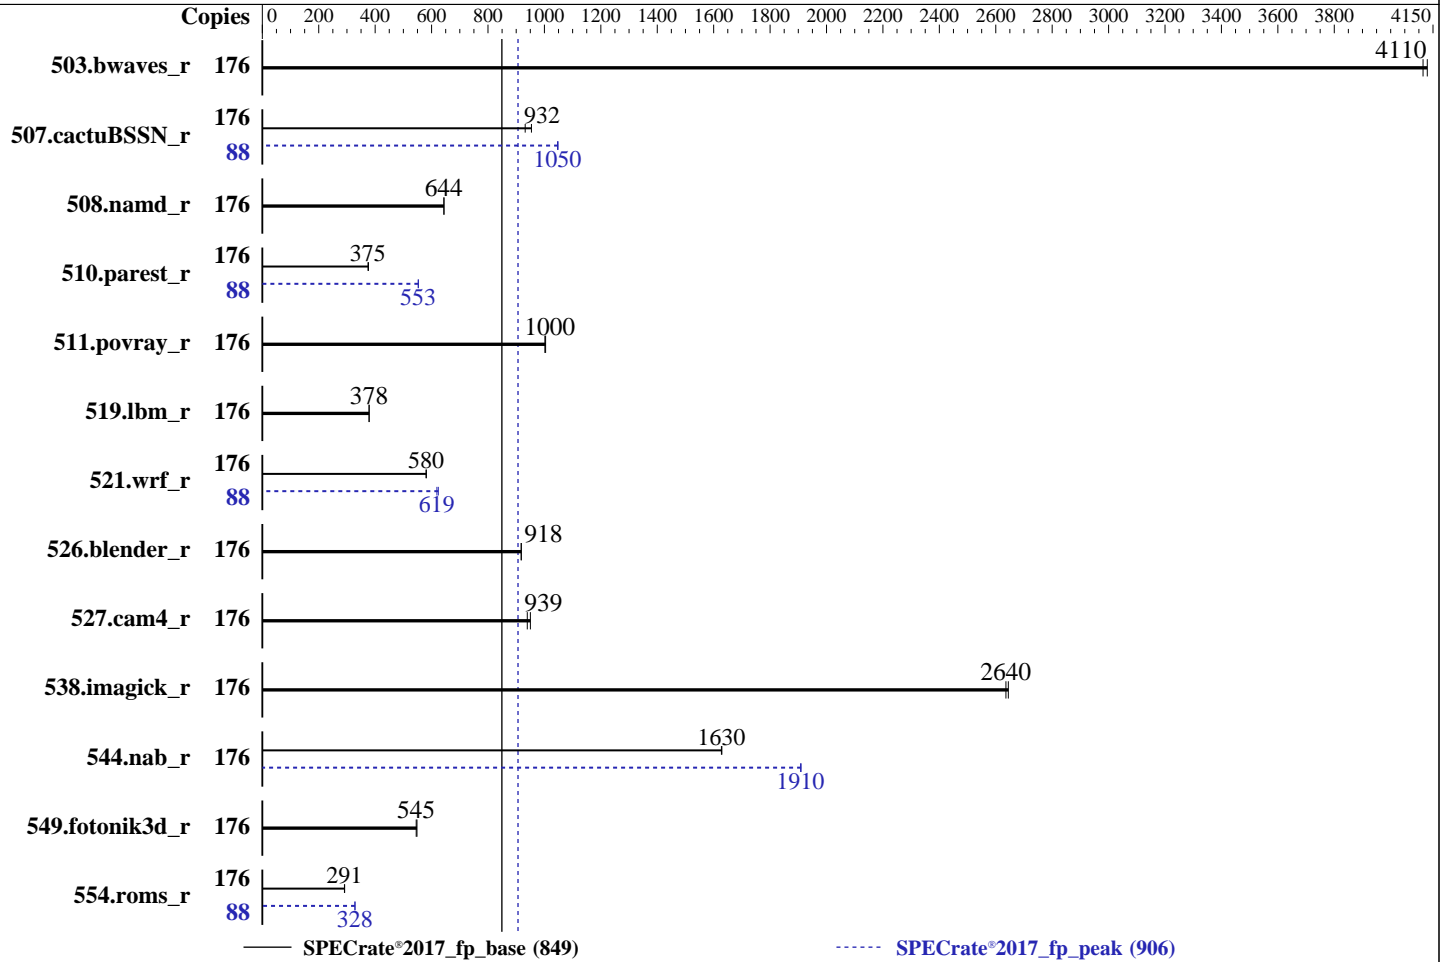 Copies 0 200 400 600 800 1000 1200 1400 1600 1800 2000 2200 2400 2600 2800 3000 3200 3400 3600 3800 4150
503.bwaves_r 176 4110
507.cactuBSSN_r 176 932
88 1050
508.namd_r 176 644
510.parest_r 176 375
88 553
511.povray_r 176 1000
519.lbm_r 176 378
521.wrf_r 176 580
88 619
526.blender_r 176 918
527.cam4_r 176 939
538.imagick_r 176 2640
544.nab_r 176 1630
1910
549.fotonik3d_r 176 545
554.roms_r 176 291
88 328
SPECrate®2017_fp_base (849) SPECrate®2017_fp_peak (906)